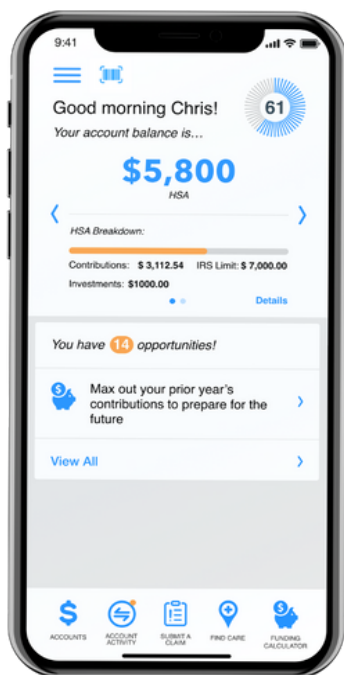 9:41
Good morning Chris!
61
Your account balance is...
$5,800
HSA
HSA Breakdown:
Contributions: $ 3,112.54 IRS Limit: $ 7,000.00
Investments: $1000.00
Details
You have 14 opportunities!
Max out your prior year's
contributions to prepare for the
future
View All
ACCOUNTS
ACCOUNT
ACTIVITY
SUBMIT A
CLAIM
FIND CARE
FUNDING
CALCULATOR